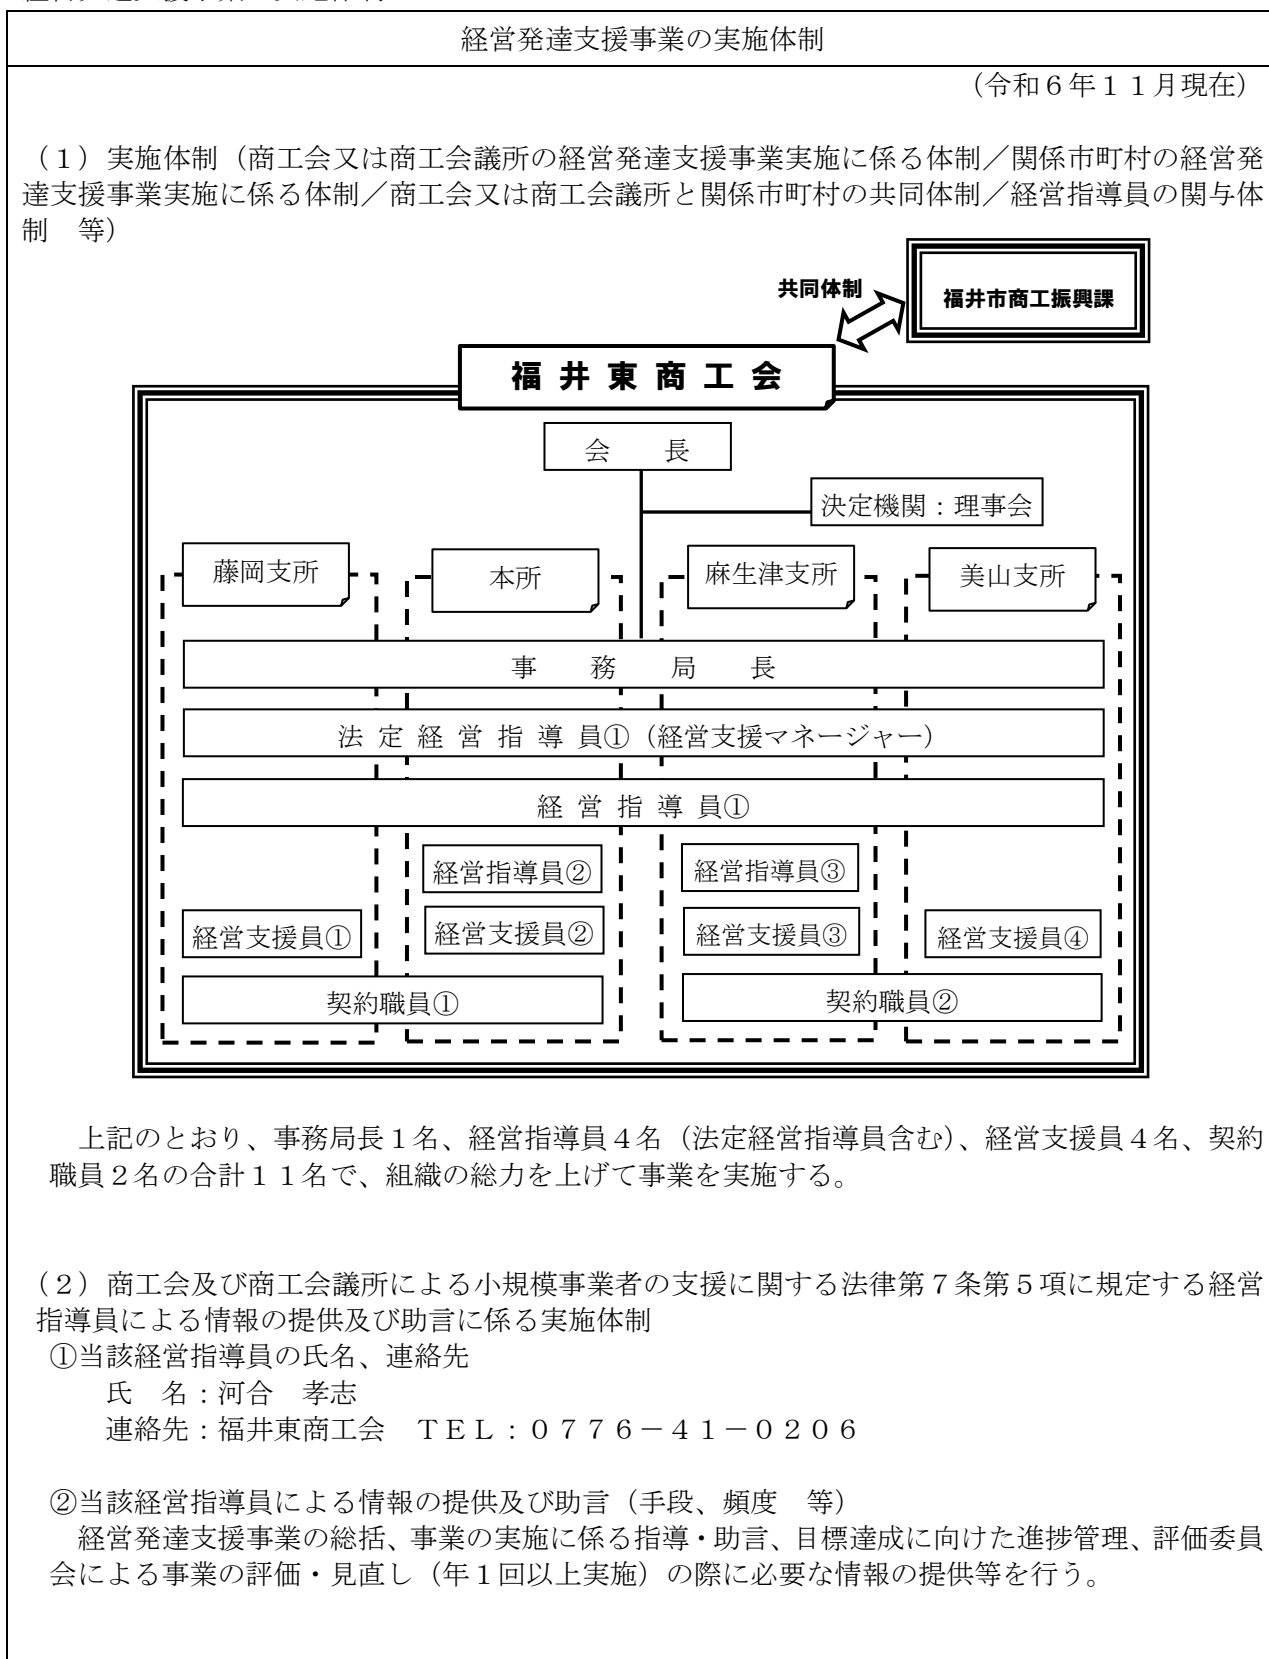 経営発達支援事業の実施体制
（令和６年１１月現在）
（１）実施体制（商工会又は商工会議所の経営発達支援事業実施に係る体制／関係市町村の経営発
達支援事業実施に係る体制／商工会又は商工会議所と関係市町村の共同体制／経営指導員の関与体
制　等）
共同体制
福井市商工振興課
福井東商工会
会　長
決定機関：理事会
藤岡支所
本所
麻生津支所
美山支所
事　務　局　長
法定経営指導員①（経営支援マネージャー）
経営指導員①
経営指導員②
経営指導員③
経営支援員①
経営支援員②
経営支援員③
経営支援員④
契約職員①
契約職員②
上記のとおり、事務局長１名、経営指導員４名（法定経営指導員含む）、経営支援員４名、契約
職員２名の合計１１名で、組織の総力を上げて事業を実施する。
（２）商工会及び商工会議所による小規模事業者の支援に関する法律第７条第５項に規定する経営
指導員による情報の提供及び助言に係る実施体制
①当該経営指導員の氏名、連絡先
氏　名：河合　孝志
連絡先：福井東商工会　ＴＥＬ：０７７６－４１－０２０６
②当該経営指導員による情報の提供及び助言（手段、頻度　等）
経営発達支援事業の総括、事業の実施に係る指導・助言、目標達成に向けた進捗管理、評価委員
会による事業の評価・見直し（年１回以上実施）の際に必要な情報の提供等を行う。